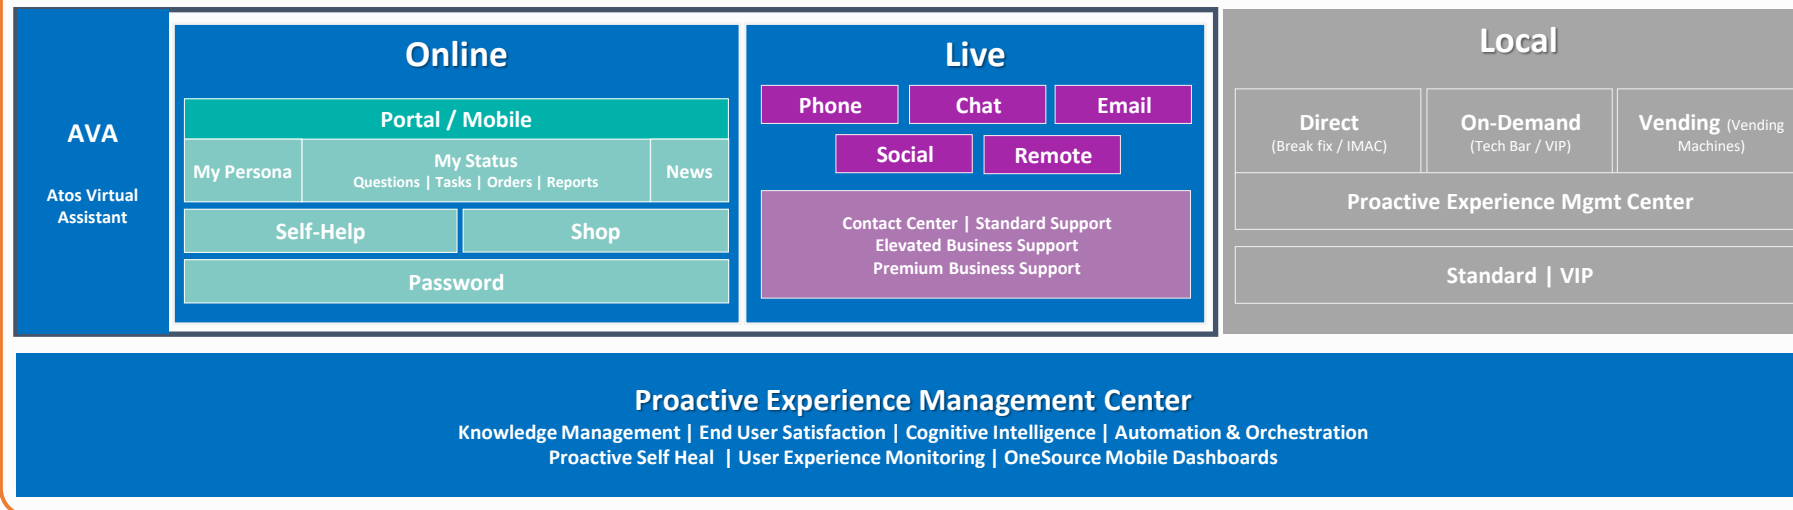 AVA
Atos Virtual
Assistant
Online
Portal / Mobile
My Persona
My Status
Questions | Tasks | Orders | Reports
News
Self-Help
Shop
Password
Live
Phone
Chat
Email
Social
Remote
Contact Center | Standard Support
Elevated Business Support
Premium Business Support
Local
Direct
(Break fix / IMAC)
On-Demand
(Tech Bar / VIP)
Vending (Vending
Machines)
Proactive Experience Mgmt Center
Standard | VIP
Proactive Experience Management Center
Knowledge Management | End User Satisfaction | Cognitive Intelligence | Automation & Orchestration
Proactive Self Heal | User Experience Monitoring | OneSource Mobile Dashboards